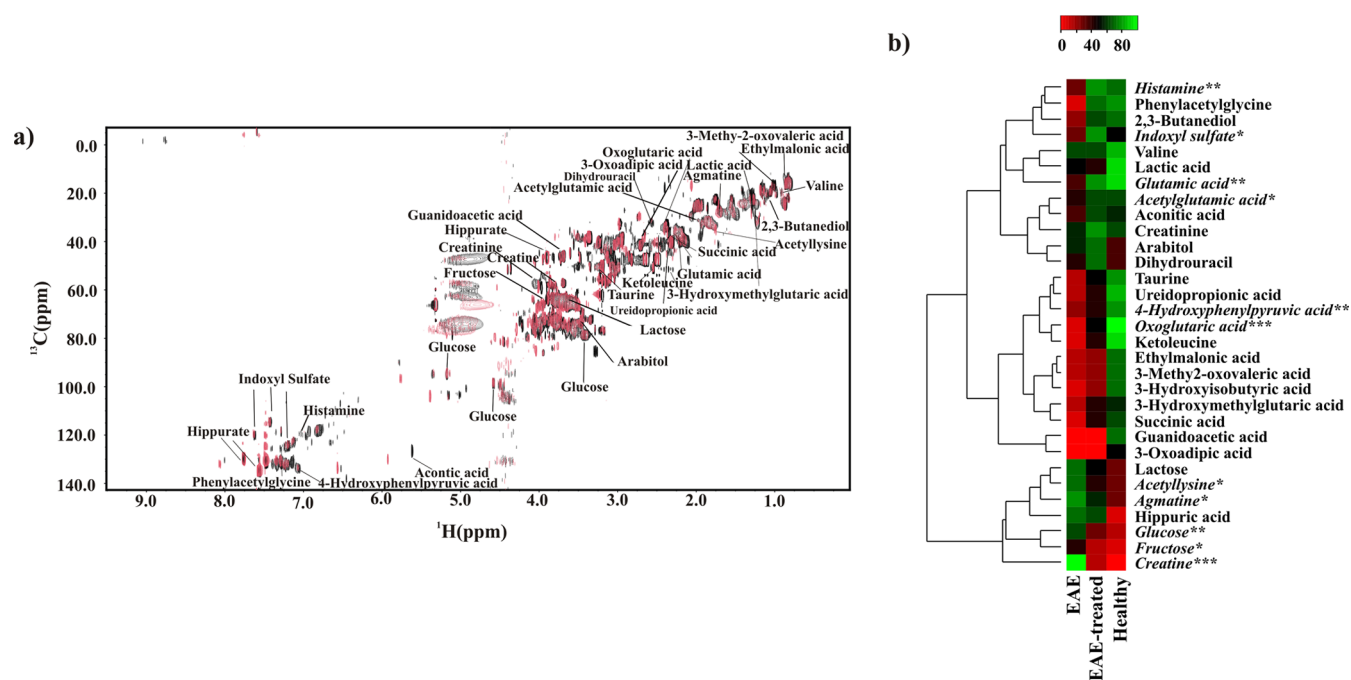 a)
0.0
20.0
40.0
60.0
80.0
100.0
120.0
140.0
¹³C(ppm)
9.0 8.0 7.0 6.0 5.0 4.0 3.0 2.0 1.0
¹H(ppm)
3-Methy-2-oxovaleric acid
Oxoglutaric acid
Ethylmalonic acid
3-Oxoadipic acid
Lactic acid
Dihydrouracil
Agmatine
Acetylglutamic acid
Valine
Guanidoacetic acid
2,3-Butanediol
Hippurate
Acetyllysine
Creatinine
Succinic acid
Creatine
Glutamic acid
Fructose
Ketoleucine
Taurine
3-Hydroxymethylglutaric acid
Ureidopropionic acid
Lactose
Glucose
Arabitol
Glucose
Glucose
Indoxyl Sulfate
Histamine
Hippurate
Acontic acid
Phenylacetylglycine
4-Hydroxyphenylpyruvic acid
b)
0 40 80
Histamine**
Phenylacetylglycine
2,3-Butanediol
Indoxyl sulfate*
Valine
Lactic acid
Glutamic acid**
Acetylglutamic acid*
Aconitic acid
Creatinine
Arabitol
Dihydrouracil
Taurine
Ureidopropionic acid
4-Hydroxyphenylpyruvic acid**
Oxoglutaric acid***
Ketoleucine
Ethylmalonic acid
3-Methy2-oxovaleric acid
3-Hydroxyisobutyric acid
3-Hydroxymethylglutaric acid
Succinic acid
Guanidoacetic acid
3-Oxoadipic acid
Lactose
Acetyllysine*
Agmatine*
Hippuric acid
Glucose**
Fructose*
Creatine***
EAE
EAE-treated
Healthy